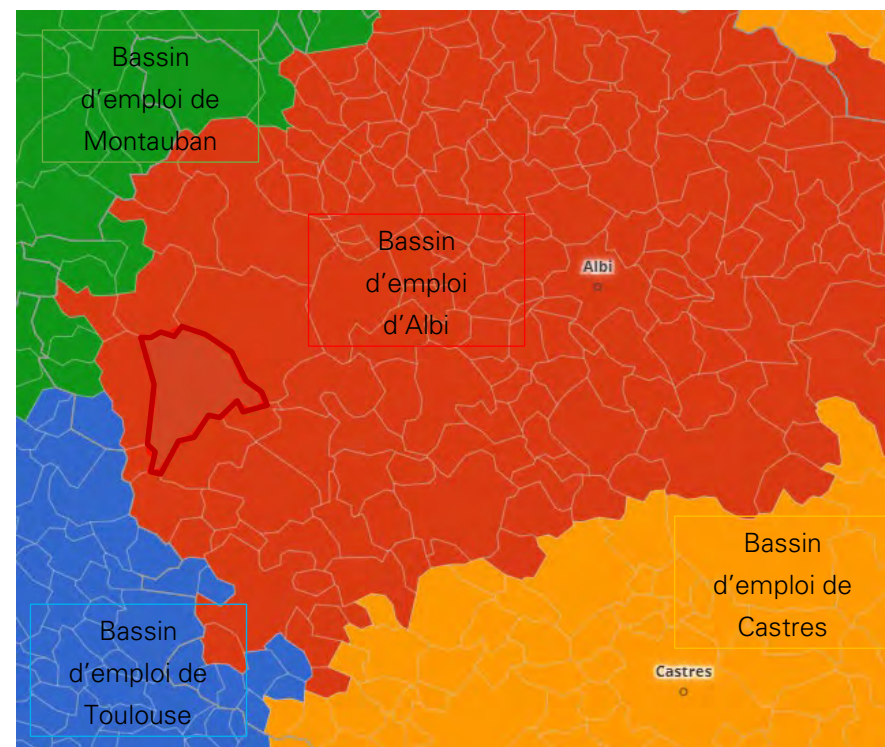 Bassin
d'emploi de
Montauban
Bassin
d'emploi
d'Albi
Albi
Bassin
d'emploi de
Castres
Bassin
d'emploi de
Toulouse
Castres